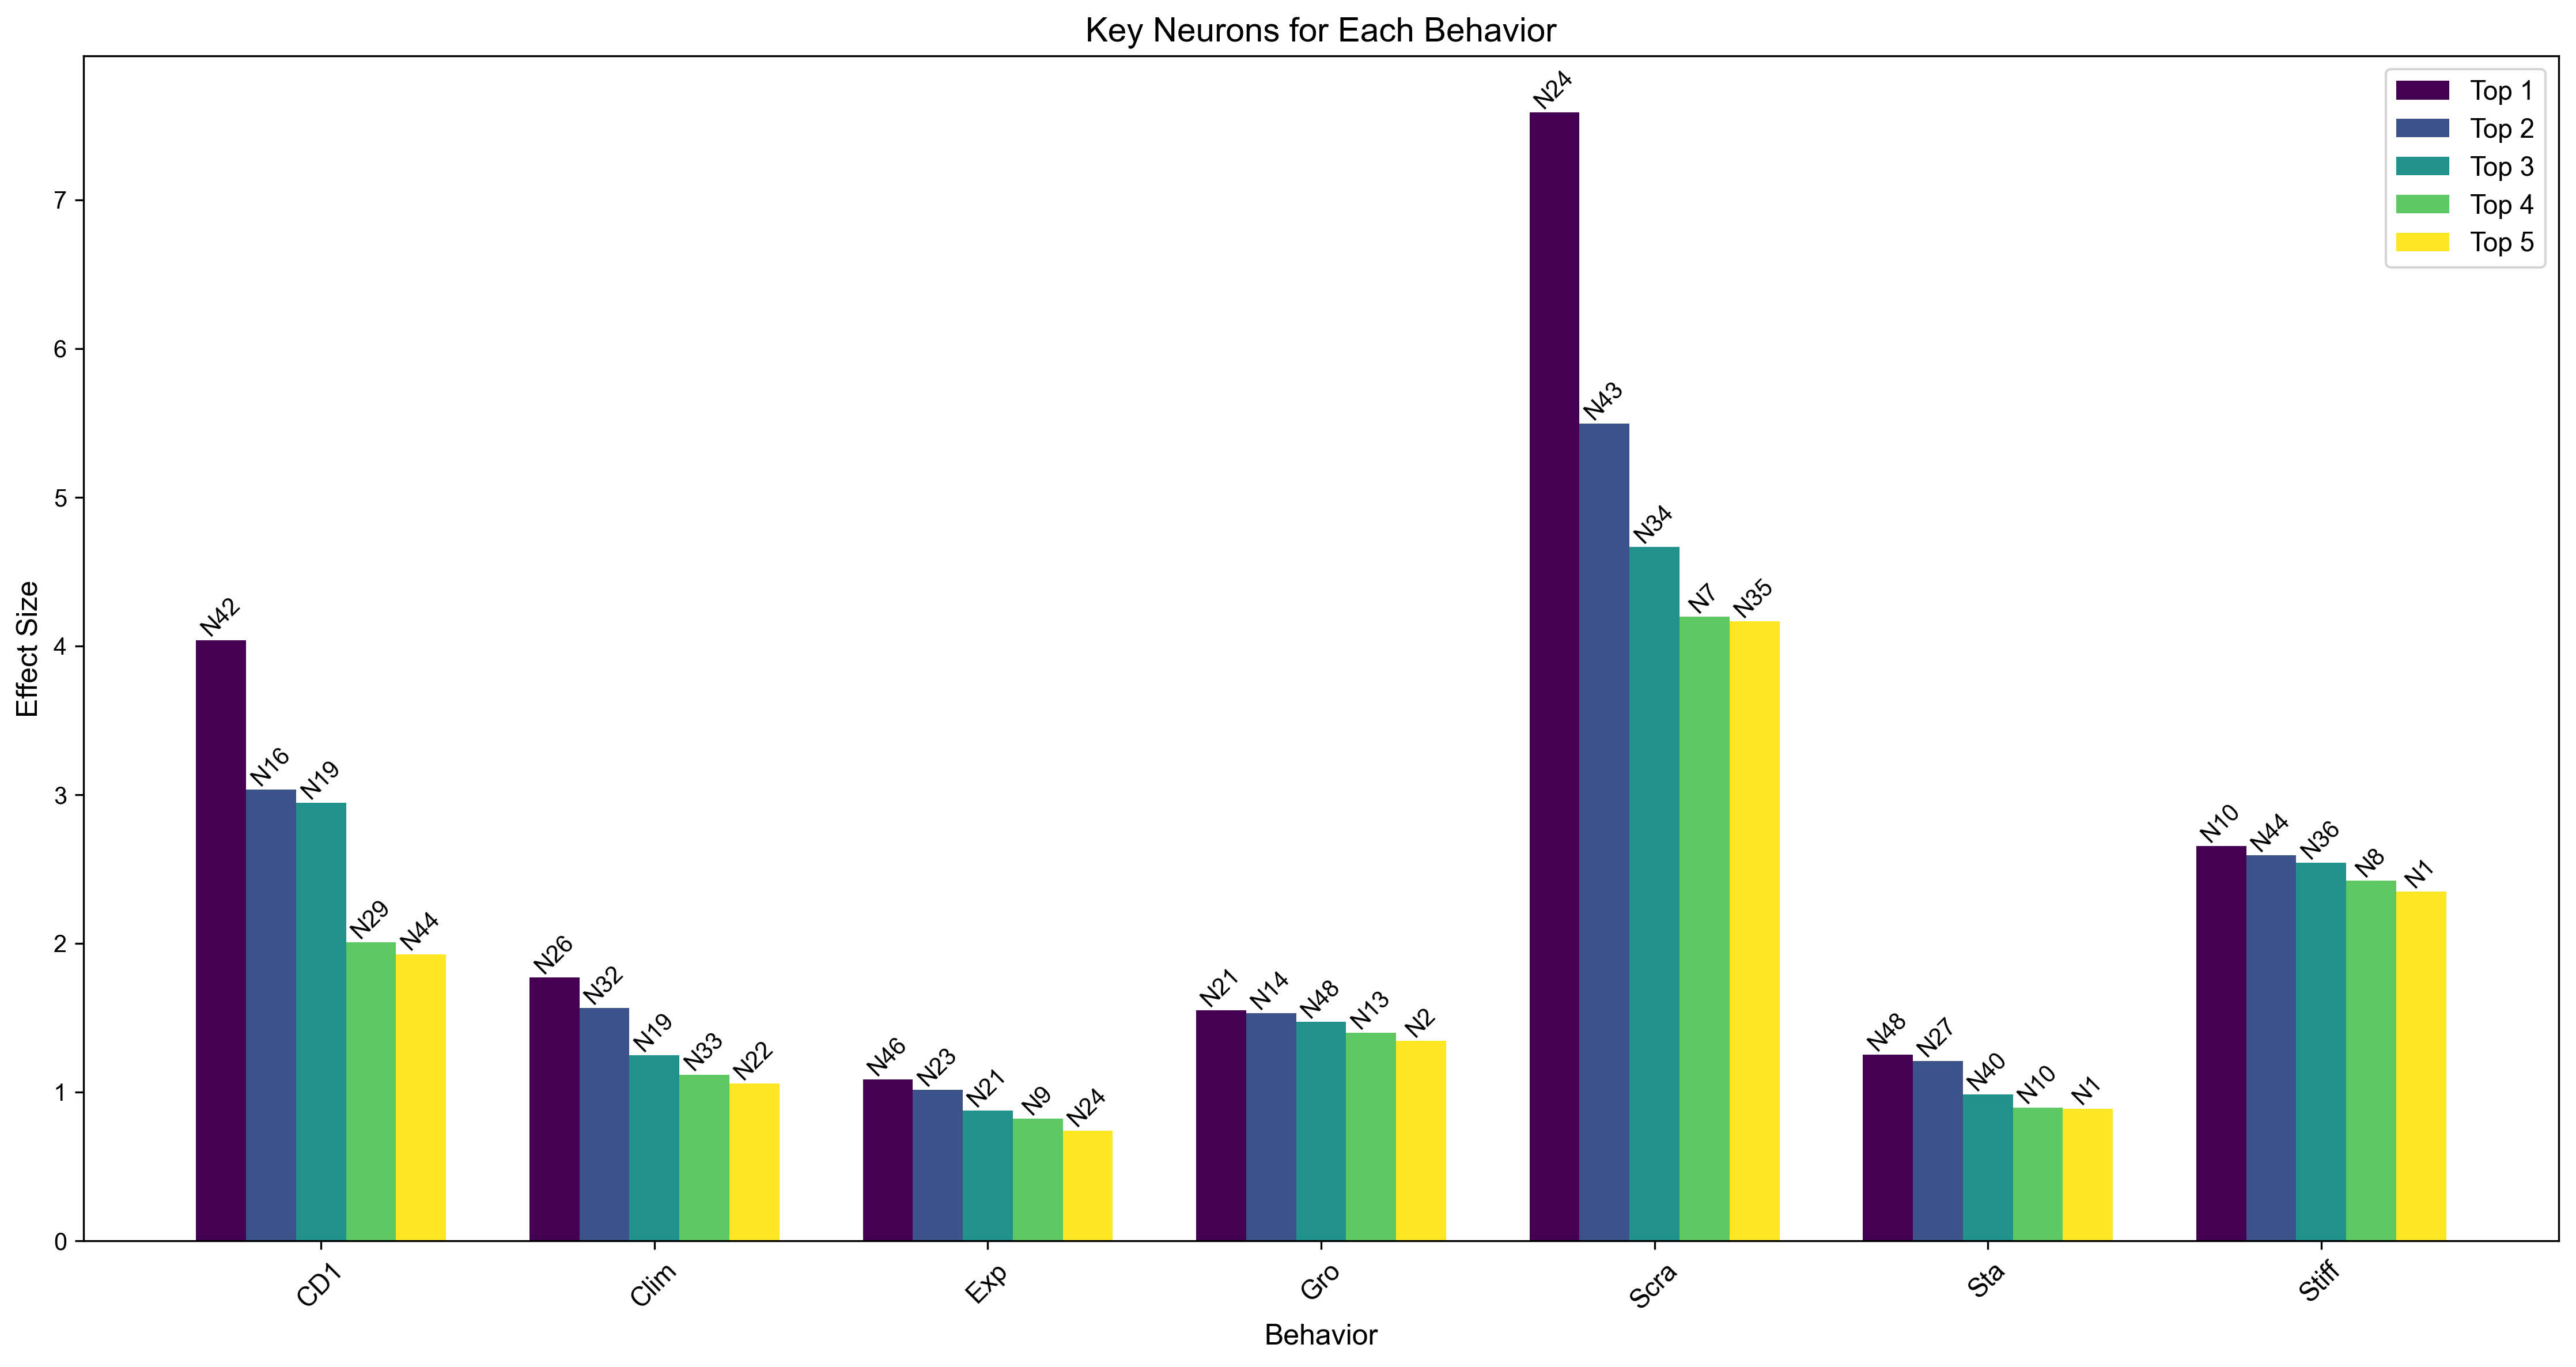 Key Neurons for Each Behavior
Top 1
Top 2
Top 3
Top 4
Top 5
Effect Size
7
6
5
4
3
2
1
0
N42
N16
N19
N29
N44
N26
N32
N19
N33
N22
N46
N23
N21
N9
N24
N21
N14
N48
N13
N2
N24
N43
N34
N7
N35
N48
N27
N40
N10
N1
N10
N44
N36
N8
N1
CD1
Clim
Exp
Gro
Scra
Sta
Stiff
Behavior